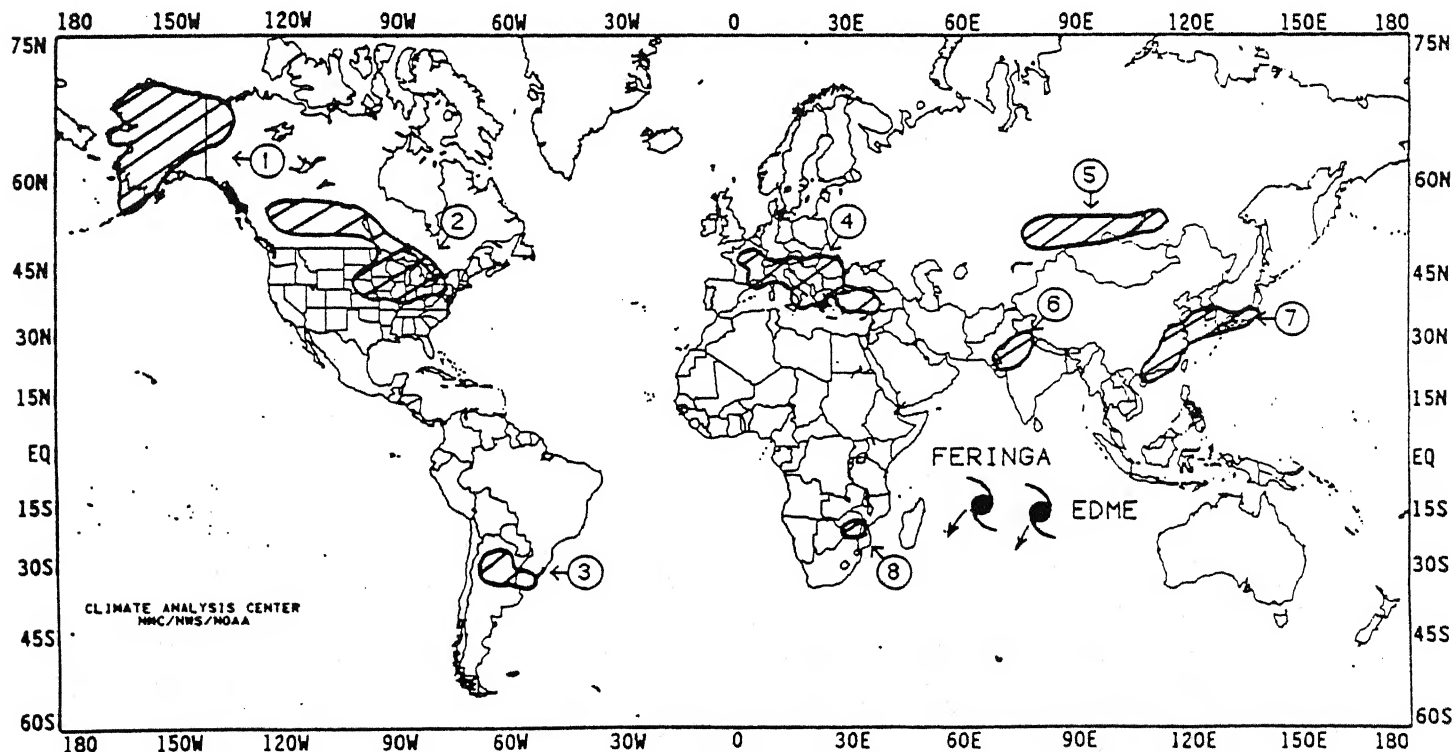 180 150W 120W 90W 60W 30W 0 30E 60E 90E 120E 150E 180
75N 75N
1
5
60N 60N
2 4
45N 45N
6
7
30N 30N
15N 15N
EQ EQ
FERINGA
15S EDME 15S
30S 3 8 30S
CLIMATE ANALYSIS CENTER
NMC/NWS/NOAA
45S 45S
60S 60S
180 150W 120W 90W 60W 30W 0 30E 60E 90E 120E 150E 180